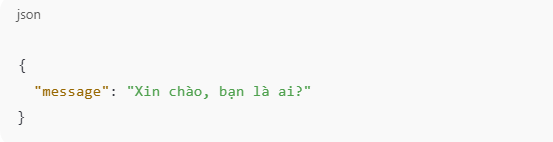 json
{
"message": "Xin chào, bạn là ai?"
}